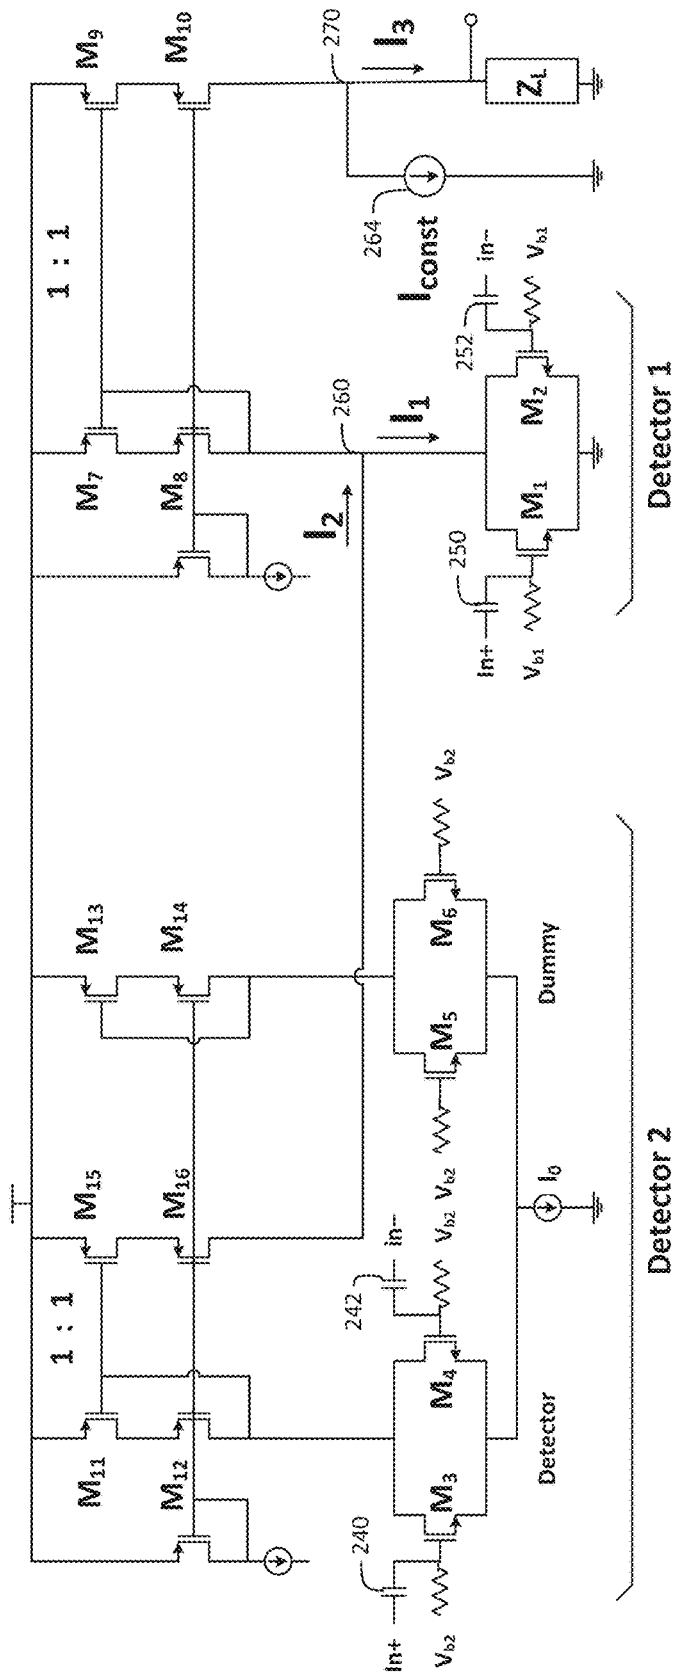 1 : 1
1 : 1
M11
M15
M13
M7
M9
M12
M16
M14
M8
M10
I2
260
270
I1
I3
264
Iconst
240
242
In+
in−
Vb2
M3
M4
Vb2
Vb2
M5
M6
Vb2
250
252
In+
in−
Vb1
M1
M2
Vb1
ZL
Detector
I0
Dummy
Detector 2
Detector 1